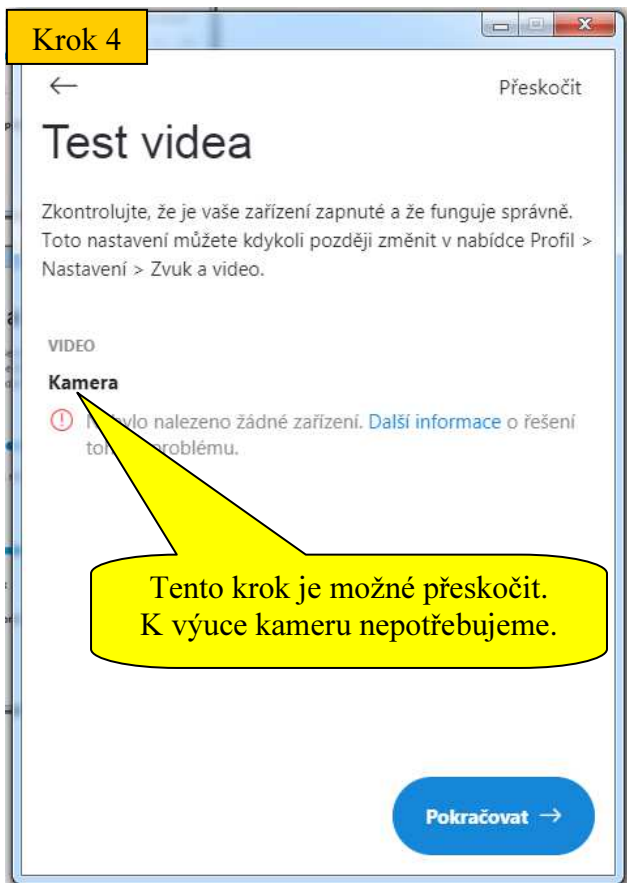 Krok 4
Přeskočit
Test videa
Zkontrolujte, že je vaše zařízení zapnuté a že funguje správně.
Toto nastavení můžete kdykoli později změnit v nabídce Profil >
Nastavení > Zvuk a video.
VIDEO
Kamera
bylo nalezeno žádné zařízení. Další informace o řešení
problému.
Tento krok je možné přeskočit.
K výuce kameru nepotřebujeme.
Pokračovat →